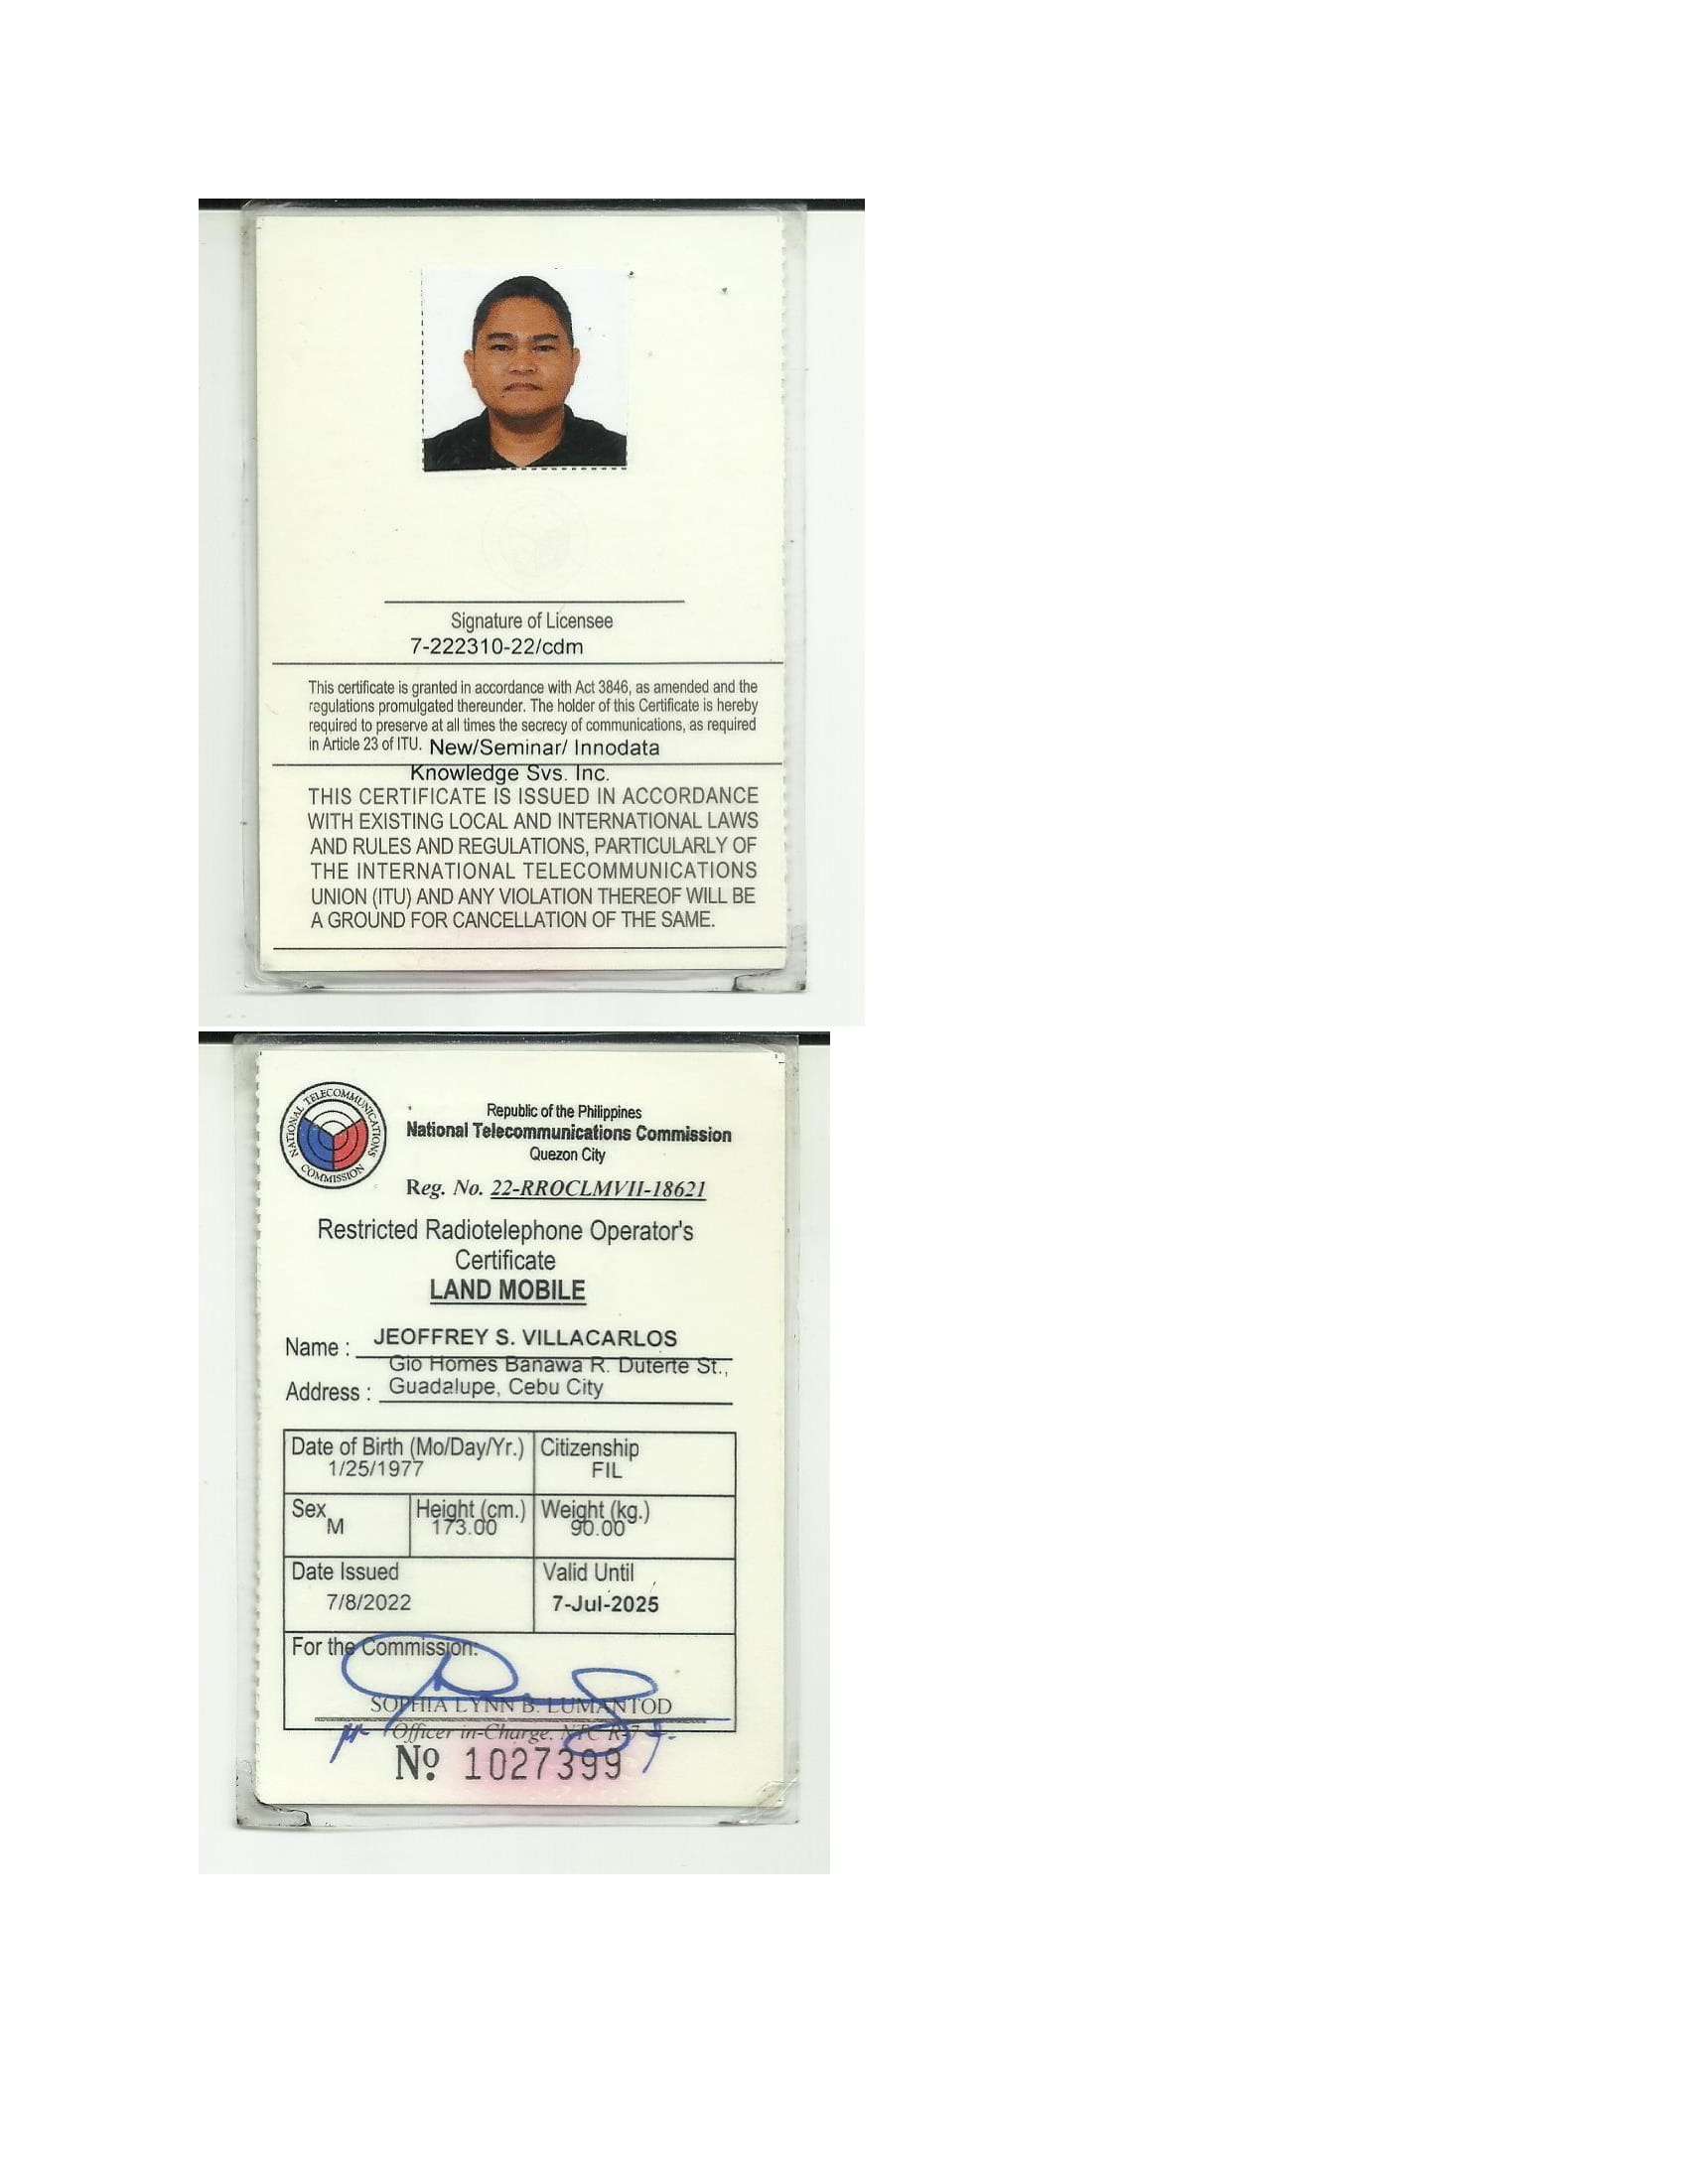 Signature of Licensee
7-222310-22/cdm
This certificate is granted in accordance with Act 3846, as amended and the
regulations promulgated thereunder. The holder of this Certificate is hereby
required to preserve at all times the secrecy of communications, as required
in Article 23 of ITU. New/Seminar/ Innodata
Knowledge Svs. Inc.
THIS CERTIFICATE IS ISSUED IN ACCORDANCE
WITH EXISTING LOCAL AND INTERNATIONAL LAWS
AND RULES AND REGULATIONS, PARTICULARLY OF
THE INTERNATIONAL TELECOMMUNICATIONS
UNION (ITU) AND ANY VIOLATION THEREOF WILL BE
A GROUND FOR CANCELLATION OF THE SAME.
NATIONAL TELECOMMUNICATIONS COMMISSION
Republic of the Philippines
National Telecommunications Commission
Quezon City
Reg. No. 22-RROCLMVII-18621
Restricted Radiotelephone Operator's
Certificate
LAND MOBILE
Name : JEOFFREY S. VILLACARLOS
Gio Homes Banawa R. Duterte St.,
Address : Guadalupe, Cebu City
Date of Birth (Mo/Day/Yr.) Citizenship
1/25/1977 FIL
Sex Height (cm.) Weight (kg.)
M 173.00 90.00
Date Issued Valid Until
7/8/2022 7-Jul-2025
For the Commission:
SOPHIA LYNN B. LUMANTOD
Officer in-Charge, NTC R-7
Nº 1027399